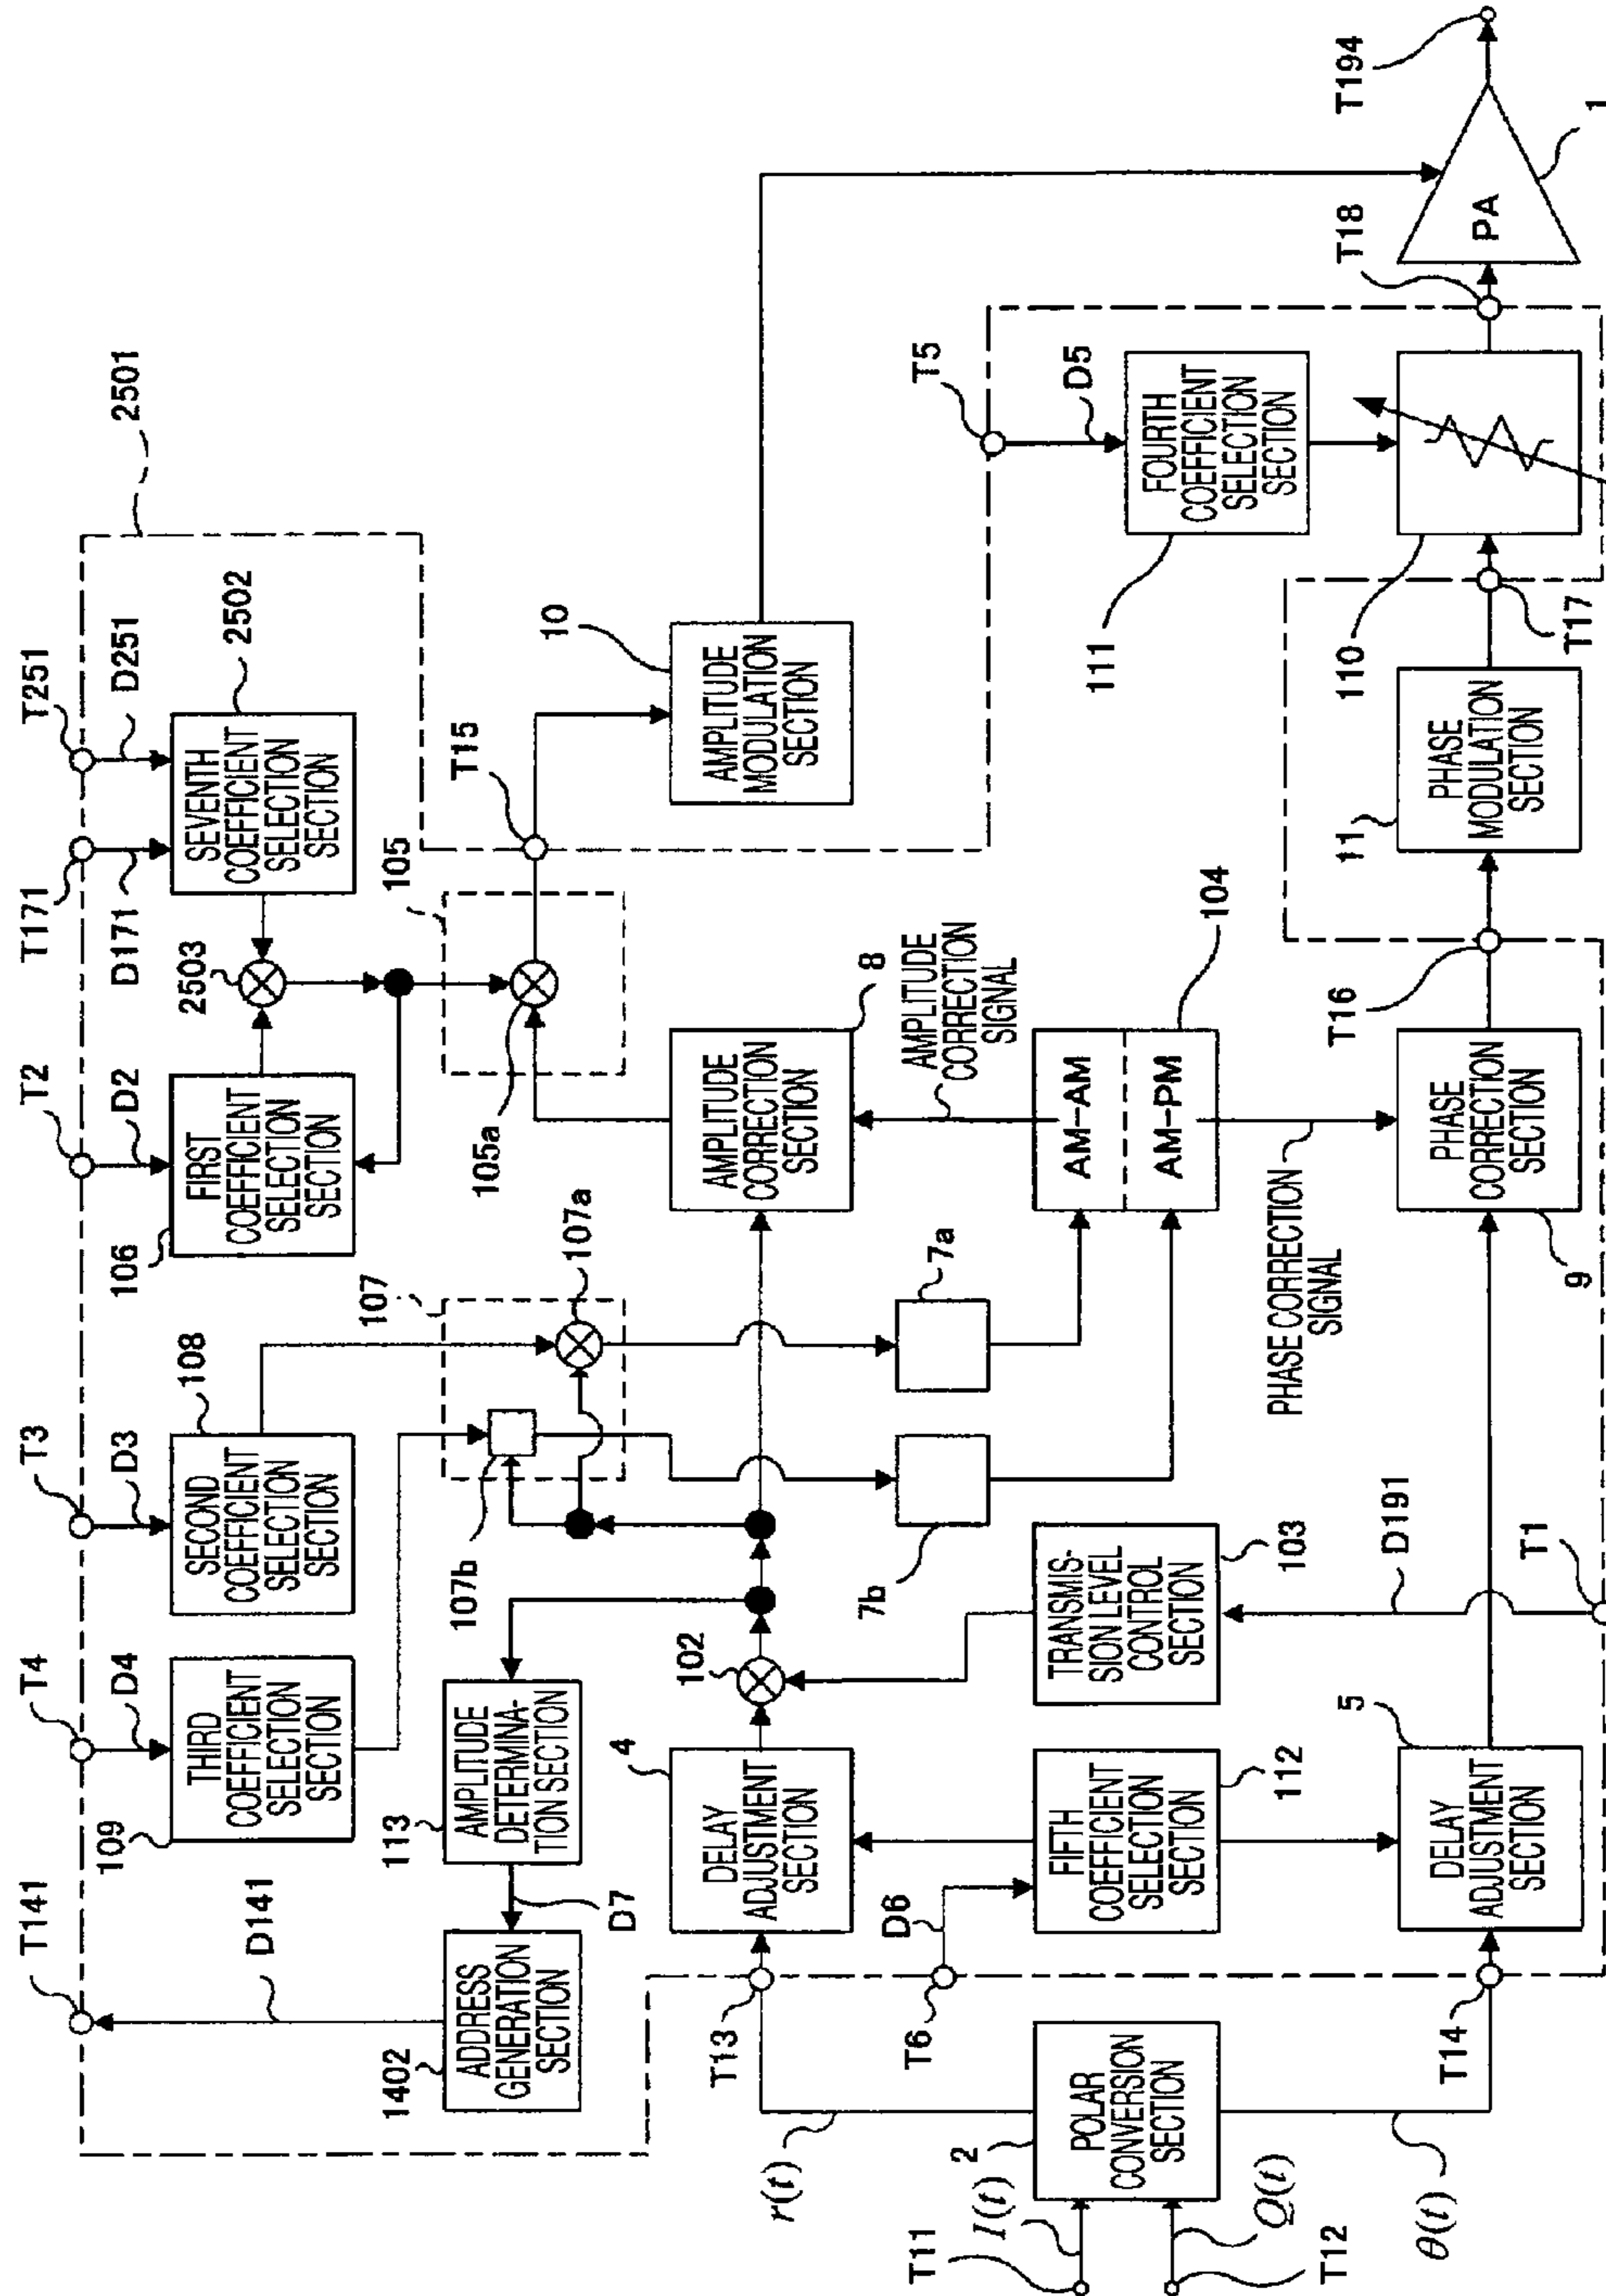 T141
D141
1402
ADDRESS
GENERATION
SECTION
D7
T4
D4
109
THIRD
COEFFICIENT
SELECTION
SECTION
113
AMPLITUDE
DETERMINA-
TION SECTION
T3
D3
108
SECOND
COEFFICIENT
SELECTION
SECTION
107
107a
107b
T2
D2
106
FIRST
COEFFICIENT
SELECTION
SECTION
2503
T171
D171
T251
D251
2502
SEVENTH
COEFFICIENT
SELECTION
SECTION
2501
105
105a
T15
10
AMPLITUDE
MODULATION
SECTION
T13
r(t)
4
DELAY
ADJUSTMENT
SECTION
102
7a
7b
8
AMPLITUDE
CORRECTION
SECTION
AMPLITUDE
CORRECTION
SIGNAL
104
AM-AM
AM-PM
T11
I(t)
Q(t)
T12
2
POLAR
CONVERSION
SECTION
T6
D6
112
FIFTH
COEFFICIENT
SELECTION
SECTION
103
TRANSMIS-
SION LEVEL
CONTROL
SECTION
D191
T1
PHASE CORRECTION
SIGNAL
θ(t)
T14
5
DELAY
ADJUSTMENT
SECTION
9
PHASE
CORRECTION
SECTION
T16
11
PHASE
MODULATION
SECTION
T17
110
T5
D5
111
FOURTH
COEFFICIENT
SELECTION
SECTION
T18
PA
1
T194